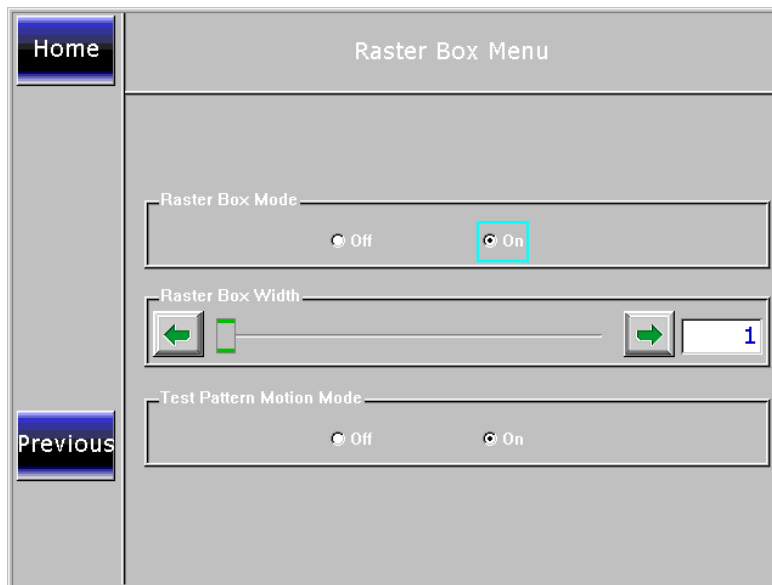 Home
Raster Box Menu
Raster Box Mode
Off On
Raster Box Width
1
Test Pattern Motion Mode
Off On
Previous